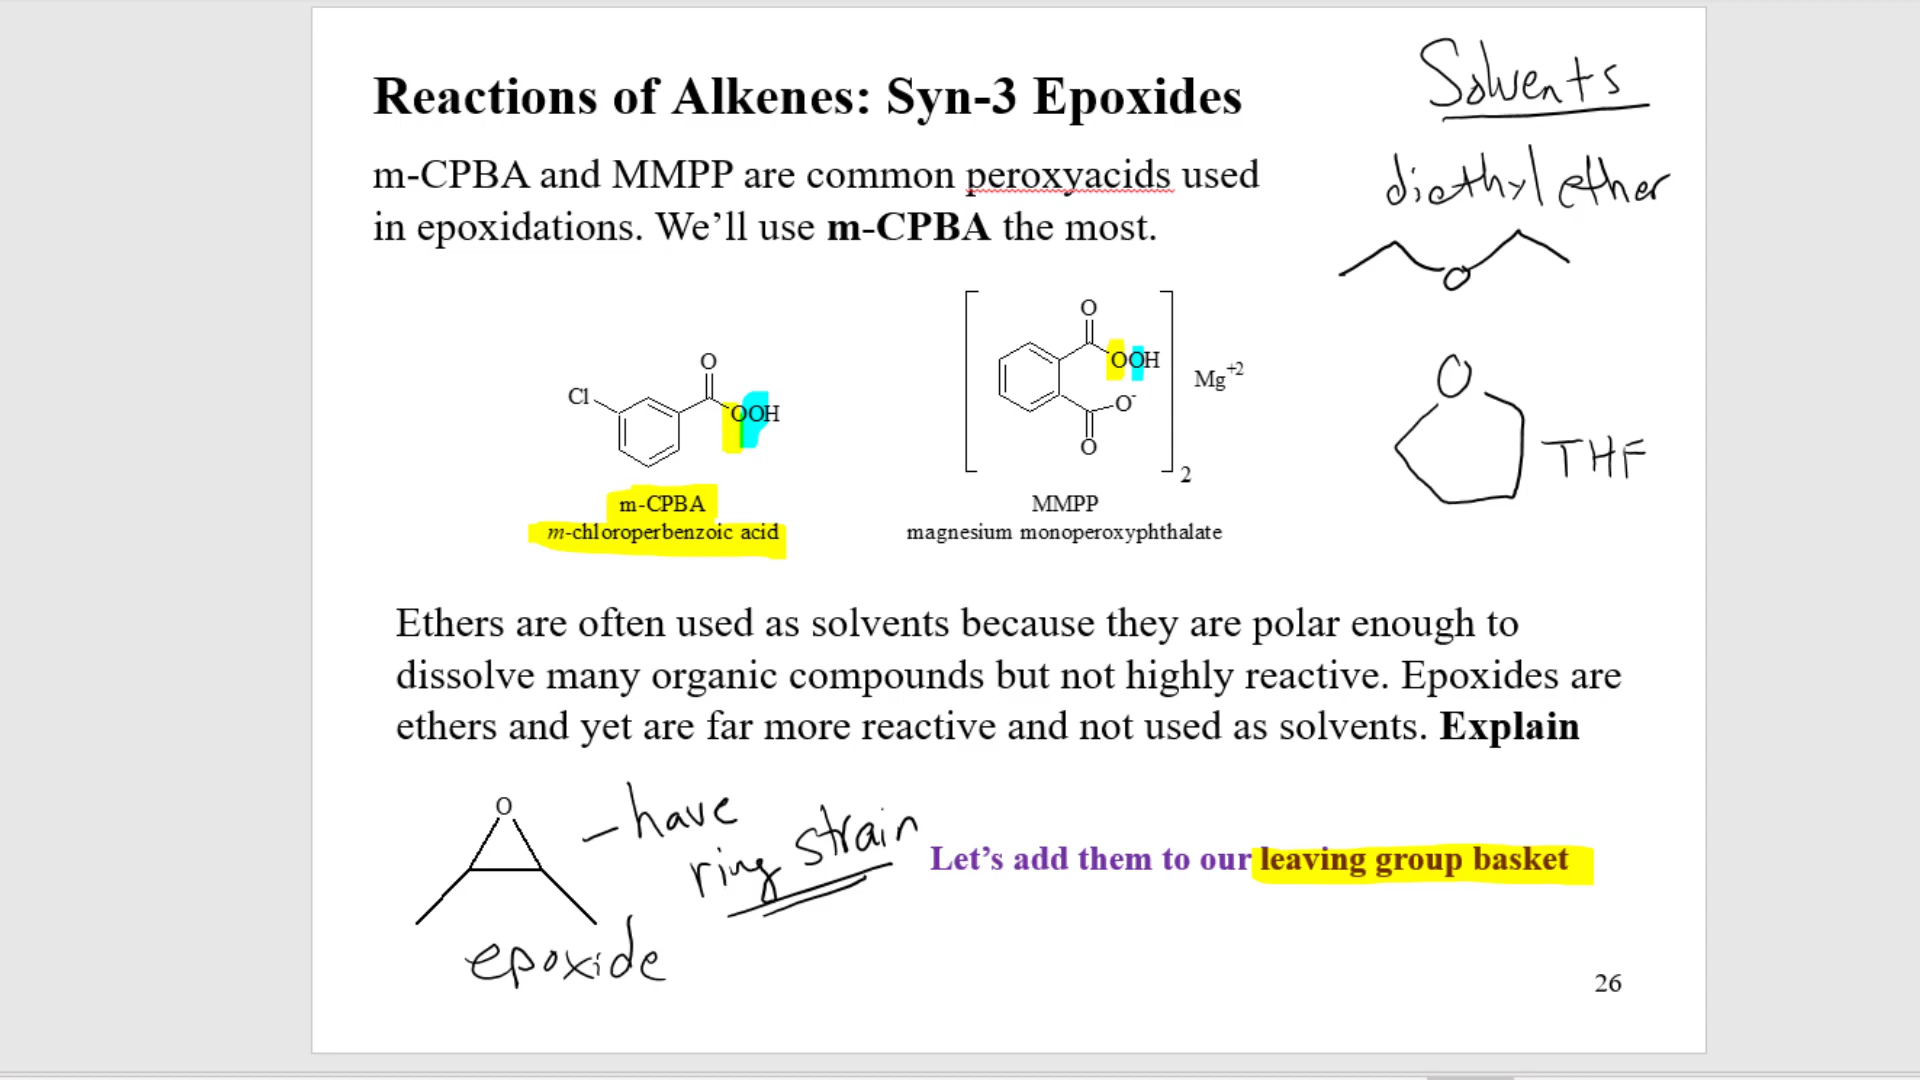 Reactions of Alkenes: Syn-3 Epoxides
Solvents
m-CPBA and MMPP are common peroxyacids used
in epoxidations. We'll use m-CPBA the most.
diethyl ether
O
O
Cl
OOH
m-CPBA
m-chloroperbenzoic acid
O
OOH
O-
O
2
Mg+2
MMPP
magnesium monoperoxyphthalate
O
THF
Ethers are often used as solvents because they are polar enough to
dissolve many organic compounds but not highly reactive. Epoxides are
ethers and yet are far more reactive and not used as solvents. Explain
O
- have
ring strain
epoxide
Let's add them to our leaving group basket
26